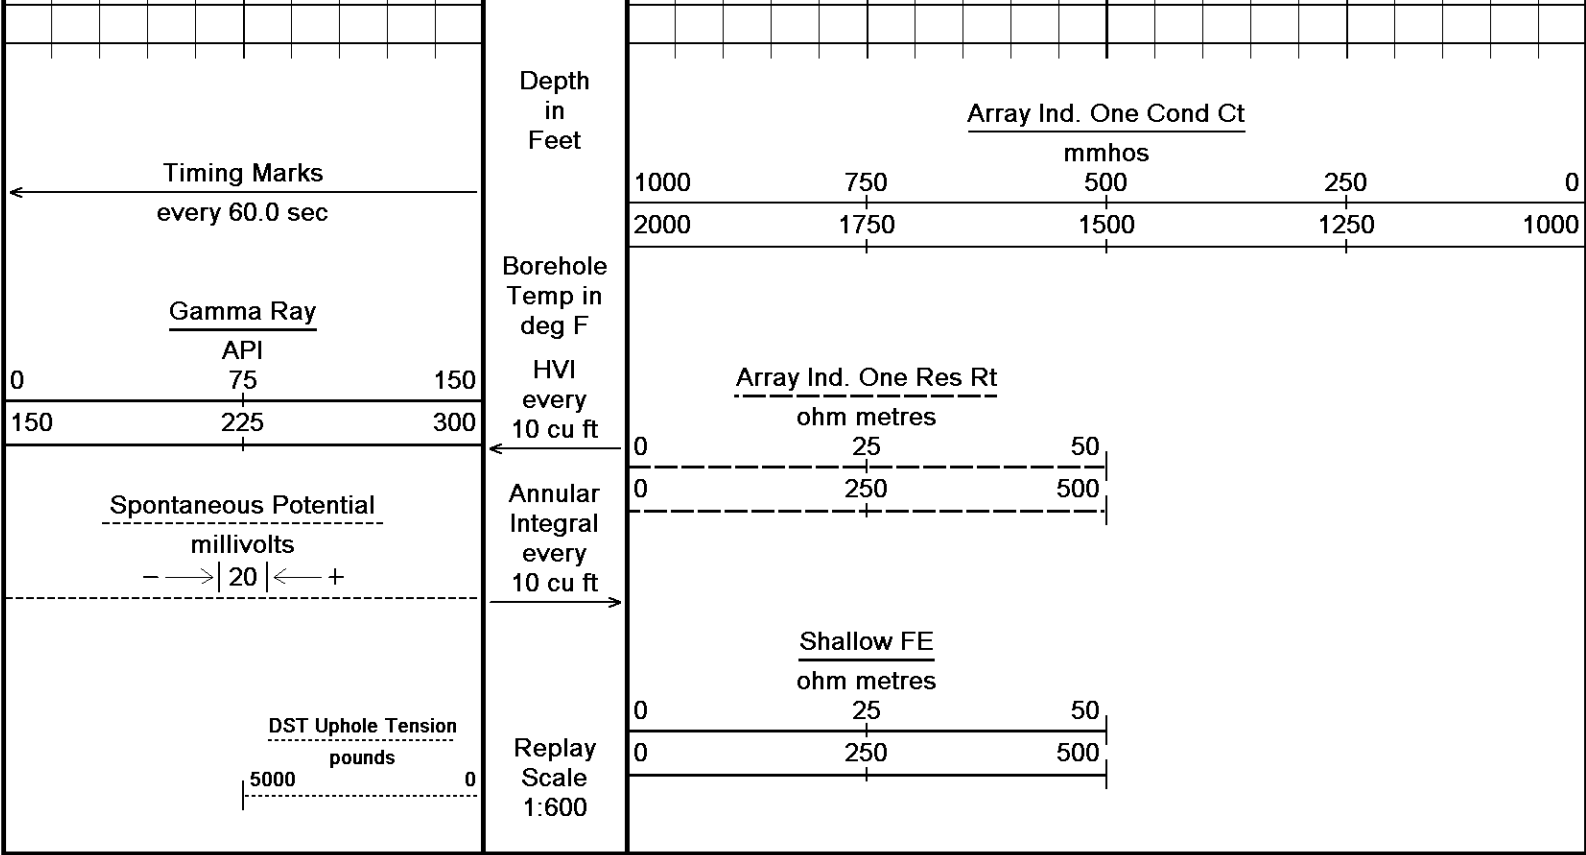 Timing Marks
every 60.0 sec
Gamma Ray
API
0 75 150
150 225 300
Spontaneous Potential
millivolts
− 20 +
DST Uphole Tension
pounds
5000 0
Depth
in
Feet
Borehole
Temp in
deg F
HVI
every
10 cu ft
Annular
Integral
every
10 cu ft
Replay
Scale
1:600
Array Ind. One Cond Ct
mmhos
1000 750 500 250 0
2000 1750 1500 1250 1000
Array Ind. One Res Rt
ohm metres
0 25 50
0 250 500
Shallow FE
ohm metres
0 25 50
0 250 500